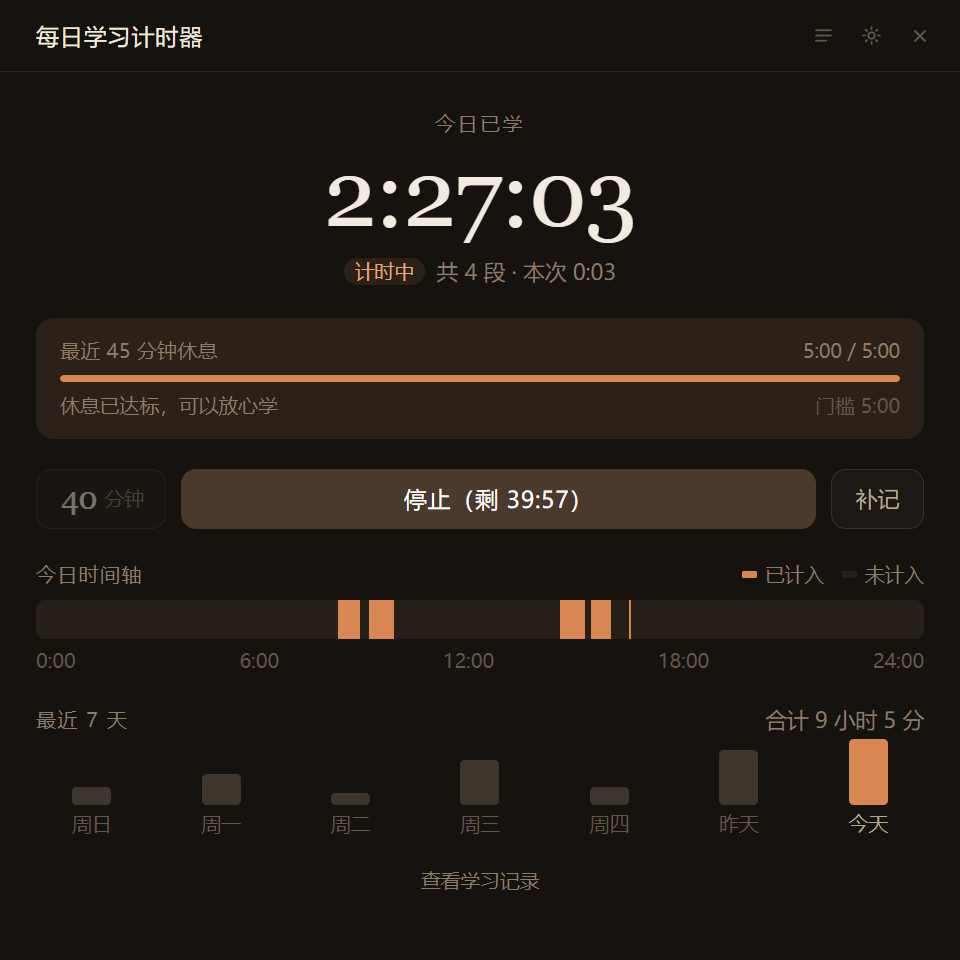 每日学习计时器
今日已学
2:27:03
计时中 共 4 段 · 本次 0:03
最近 45 分钟休息 5:00 / 5:00
休息已达标，可以放心学 门槛 5:00
40 分钟 停止（剩 39:57） 补记
今日时间轴 已计入 未计入
0:00 6:00 12:00 18:00 24:00
最近 7 天 合计 9 小时 5 分
周日 周一 周二 周三 周四 昨天 今天
查看学习记录